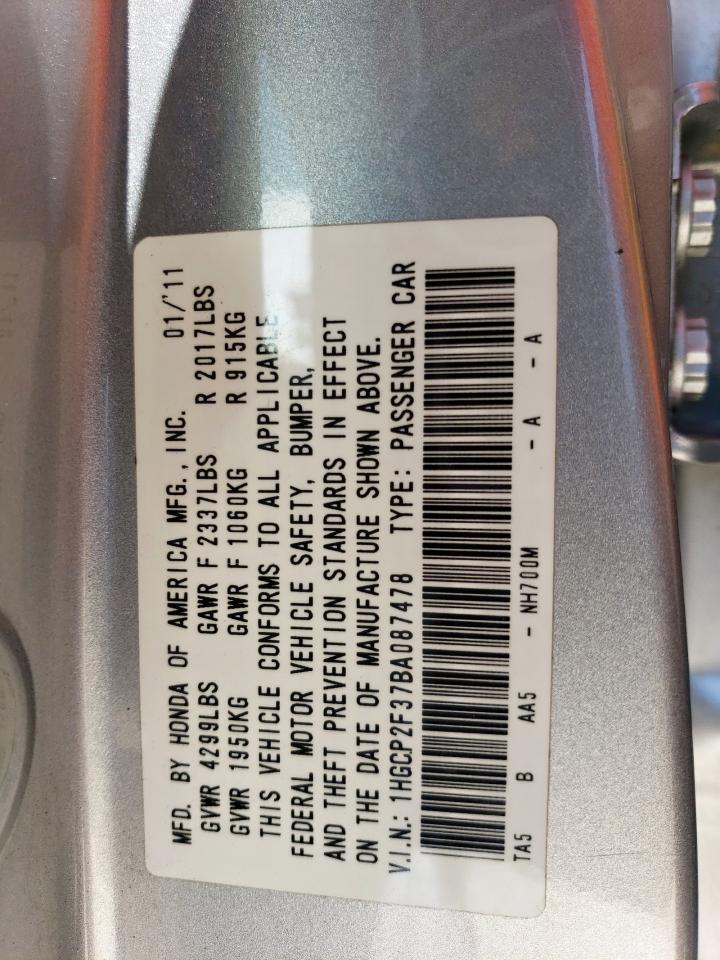 MFD. BY HONDA OF AMERICA MFG., INC. 01/'11
GVWR 4299LBS GAWR F 2337LBS R 2017LBS
GVWR 1950KG GAWR F 1060KG R 915KG
THIS VEHICLE CONFORMS TO ALL APPLICABLE
FEDERAL MOTOR VEHICLE SAFETY, BUMPER,
AND THEFT PREVENTION STANDARDS IN EFFECT
ON THE DATE OF MANUFACTURE SHOWN ABOVE.
V.I.N.: 1HGCP2F37BA087478 TYPE: PASSENGER CAR
TA5 B AA5 - NH700M - A - A